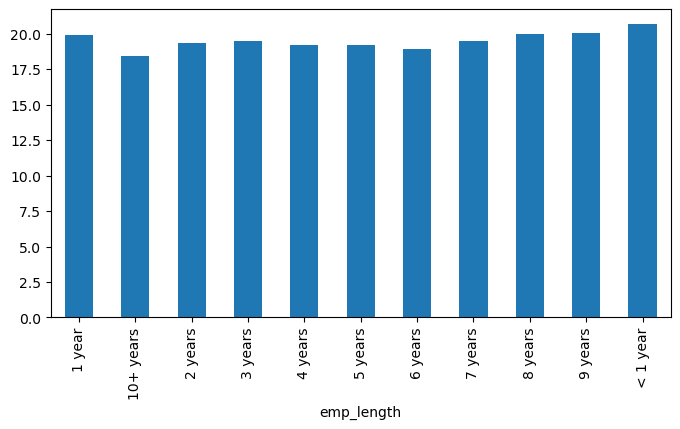 20.0
17.5
15.0
12.5
10.0
7.5
5.0
2.5
0.0
1 year
10+ years
2 years
3 years
4 years
5 years
6 years
7 years
8 years
9 years
< 1 year
emp_length